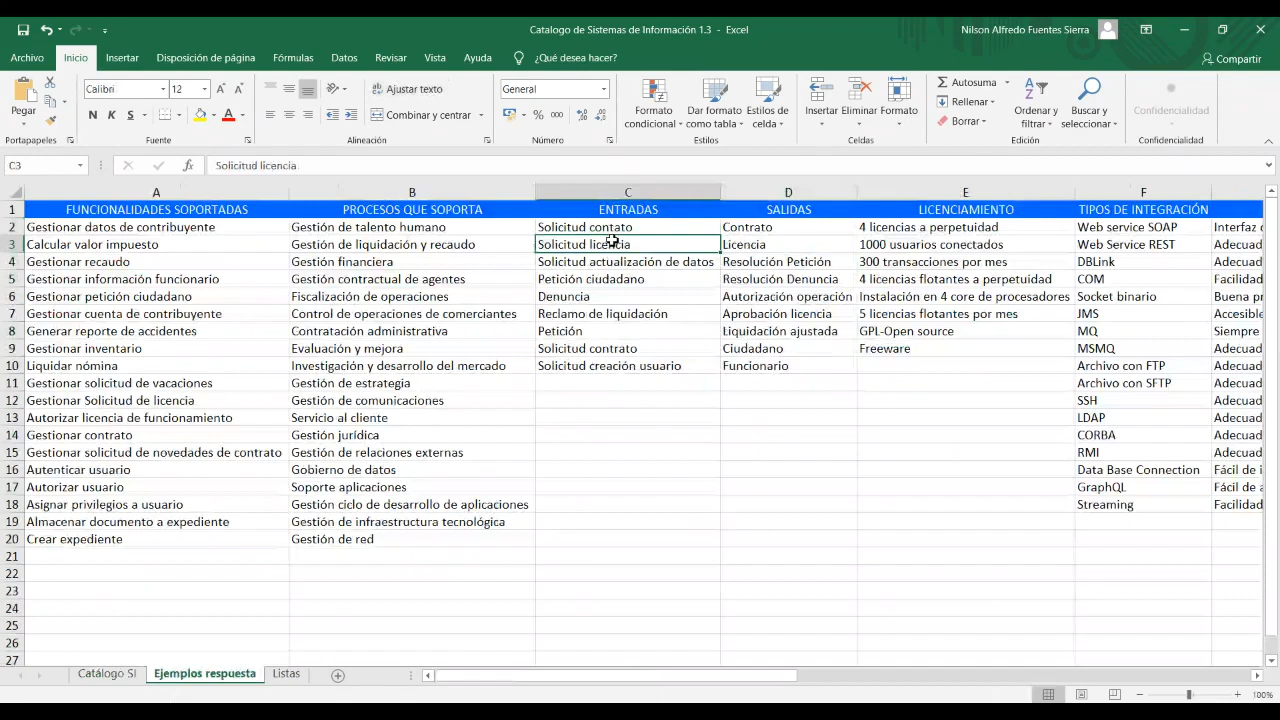 Catalogo de Sistemas de Información 1.3 - Excel
Nilson Alfredo Fuentes Sierra
Archivo Inicio Insertar Disposición de página Fórmulas Datos Revisar Vista Ayuda ¿Qué desea hacer? Compartir
Pegar
Portapapeles
Calibri 12
N K S
Fuente
Ajustar texto
Combinar y centrar
Alineación
General
% 000
Número
Formato condicional
Dar formato como tabla
Estilos de celda
Estilos
Insertar Eliminar Formato
Celdas
Autosuma
Rellenar
Borrar
Ordenar y filtrar
Buscar y seleccionar
Edición
Confidencialidad
Confidencialidad
C3 fx Solicitud licencia
A B C D E F
1 FUNCIONALIDADES SOPORTADAS PROCESOS QUE SOPORTA ENTRADAS SALIDAS LICENCIAMIENTO TIPOS DE INTEGRACIÓN
2 Gestionar datos de contribuyente Gestión de talento humano Solicitud contato Contrato 4 licencias a perpetuidad Web service SOAP Interfaz
3 Calcular valor impuesto Gestión de liquidación y recaudo Solicitud licencia Licencia 1000 usuarios conectados Web Service REST Adecuad
4 Gestionar recaudo Gestión financiera Solicitud actualización de datos Resolución Petición 300 transacciones por mes DBLink Adecuad
5 Gestionar información funcionario Gestión contractual de agentes Petición ciudadano Resolución Denuncia 4 licencias flotantes a perpetuidad COM Facilidad
6 Gestionar petición ciudadano Fiscalización de operaciones Denuncia Autorización operación Instalación en 4 core de procesadores Socket binario Buena p
7 Gestionar cuenta de contribuyente Control de operaciones de comerciantes Reclamo de liquidación Aprobación licencia 5 licencias flotantes por mes JMS Accesible
8 Generar reporte de accidentes Contratación administrativa Petición Liquidación ajustada GPL-Open source MQ Siempre
9 Gestionar inventario Evaluación y mejora Solicitud contrato Ciudadano Freeware MSMQ Adecuad
10 Liquidar nómina Investigación y desarrollo del mercado Solicitud creación usuario Funcionario Archivo con FTP Adecuad
11 Gestionar solicitud de vacaciones Gestión de estrategia Archivo con SFTP Adecuad
12 Gestionar Solicitud de licencia Gestión de comunicaciones SSH Adecuad
13 Autorizar licencia de funcionamiento Servicio al cliente LDAP Adecuad
14 Gestionar contrato Gestión jurídica CORBA Adecuad
15 Gestionar solicitud de novedades de contrato Gestión de relaciones externas RMI Adecuad
16 Autenticar usuario Gobierno de datos Data Base Connection Fácil de i
17 Autorizar usuario Soporte aplicaciones GraphQL Fácil de
18 Asignar privilegios a usuario Gestión ciclo de desarrollo de aplicaciones Streaming Facilidad
19 Almacenar documento a expediente Gestión de infraestructura tecnológica
20 Crear expediente Gestión de red
21
22
23
24
25
26
27
Catálogo SI Ejemplos respuesta Listas
100%